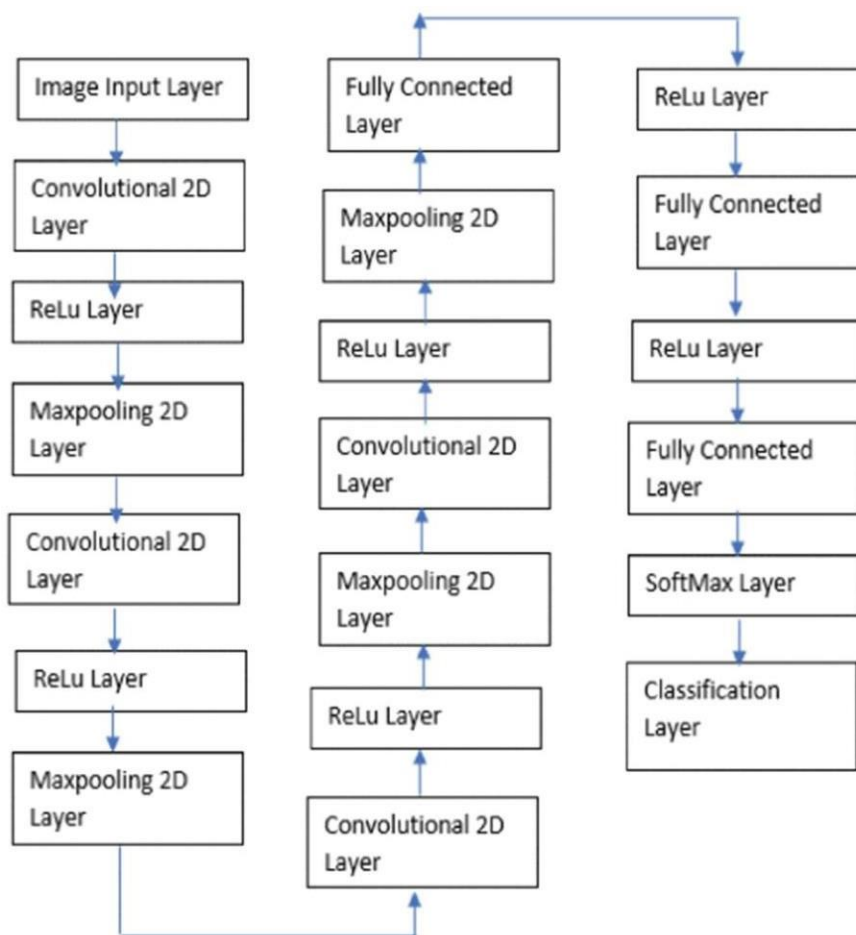 Image Input Layer
Convolutional 2D
Layer
ReLu Layer
Maxpooling 2D
Layer
Convolutional 2D
Layer
ReLu Layer
Maxpooling 2D
Layer
Convolutional 2D
Layer
ReLu Layer
Maxpooling 2D
Layer
Convolutional 2D
Layer
ReLu Layer
Maxpooling 2D
Layer
Fully Connected
Layer
ReLu Layer
Fully Connected
Layer
ReLu Layer
Fully Connected
Layer
SoftMax Layer
Classification
Layer